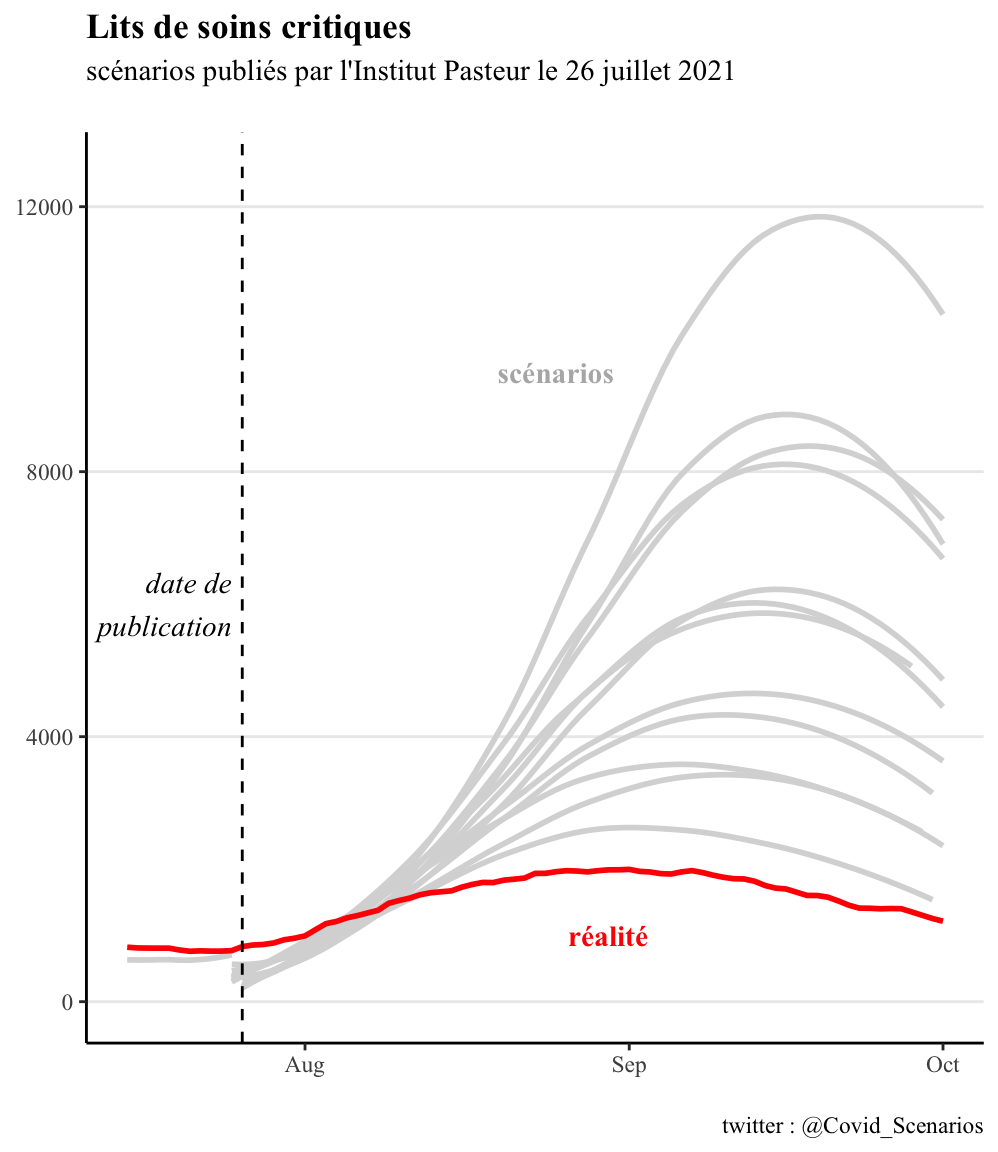 Lits de soins critiques
scénarios publiés par l'Institut Pasteur le 26 juillet 2021
12000
scénarios
8000
date de
publication
4000
réalité
0
Aug
Sep
Oct
twitter : @Covid_Scenarios